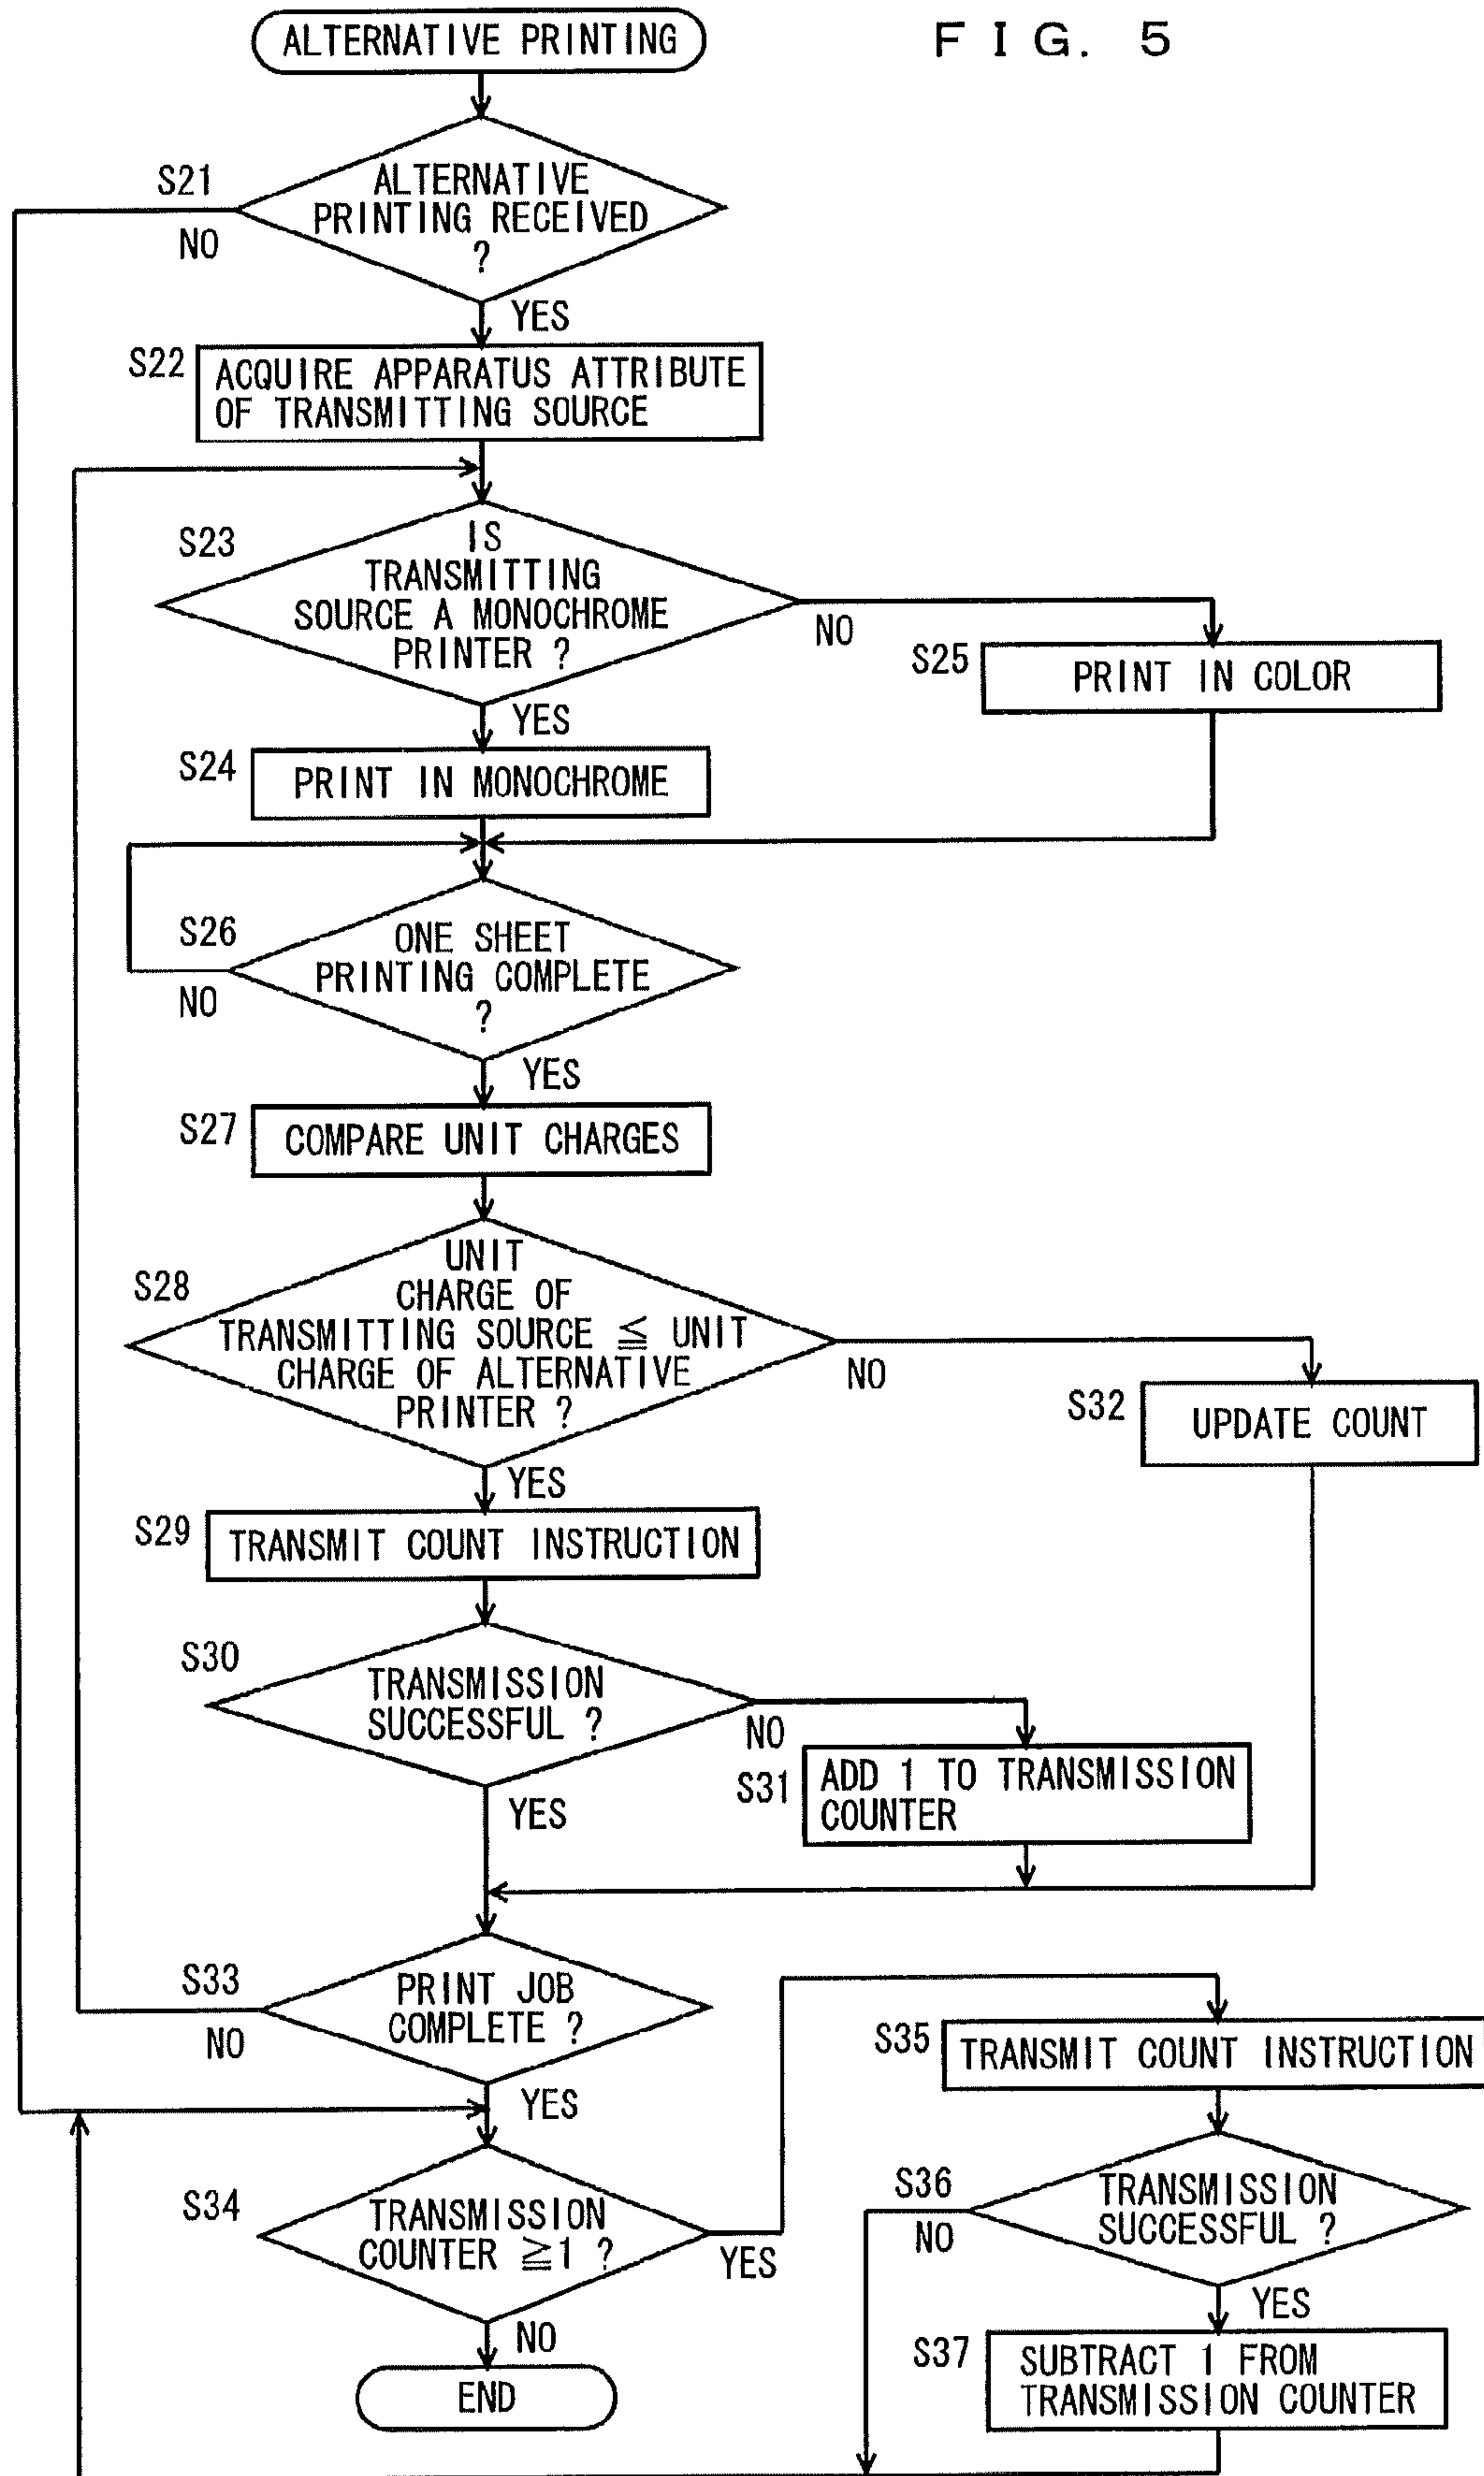 ALTERNATIVE PRINTING
FIG. 5
S21
ALTERNATIVE
PRINTING RECEIVED
?
NO
YES
S22
ACQUIRE APPARATUS ATTRIBUTE
OF TRANSMITTING SOURCE
S23
IS
TRANSMITTING
SOURCE A MONOCHROME
PRINTER ?
NO
YES
S25
PRINT IN COLOR
S24
PRINT IN MONOCHROME
S26
ONE SHEET
PRINTING COMPLETE
?
NO
YES
S27
COMPARE UNIT CHARGES
S28
UNIT
CHARGE OF
TRANSMITTING SOURCE ≦ UNIT
CHARGE OF ALTERNATIVE
PRINTER ?
NO
YES
S32
UPDATE COUNT
S29
TRANSMIT COUNT INSTRUCTION
S30
TRANSMISSION
SUCCESSFUL ?
NO
YES
S31
ADD 1 TO TRANSMISSION
COUNTER
S33
PRINT JOB
COMPLETE ?
NO
YES
S34
TRANSMISSION
COUNTER ≧1 ?
YES
NO
END
S35
TRANSMIT COUNT INSTRUCTION
S36
TRANSMISSION
SUCCESSFUL ?
NO
YES
S37
SUBTRACT 1 FROM
TRANSMISSION COUNTER